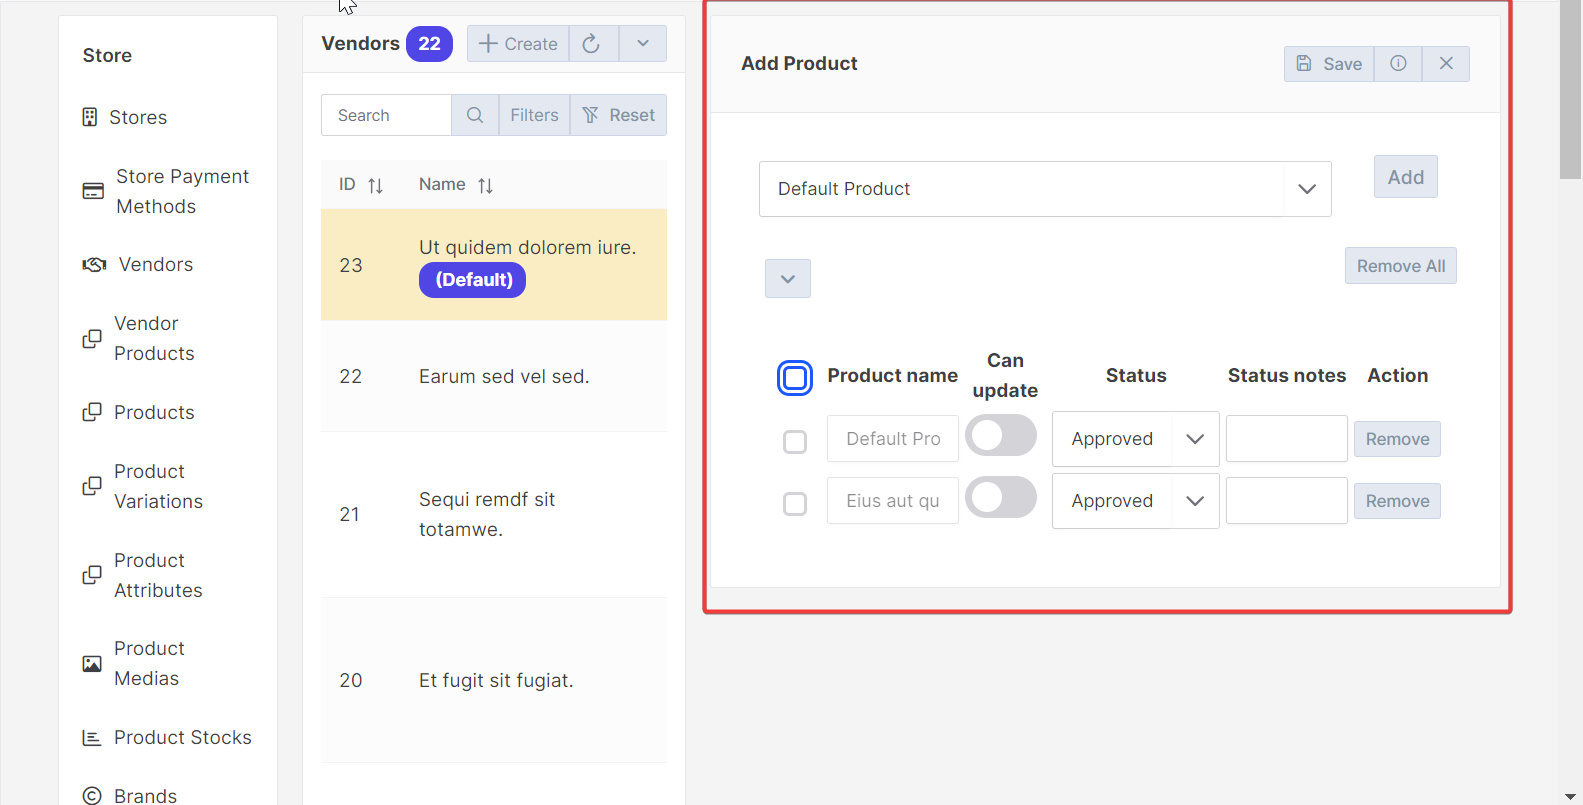 Store
Stores
Store Payment
Methods
Vendors
Vendor
Products
Products
Product
Variations
Product
Attributes
Product
Medias
Product Stocks
Brands
Vendors 22 Create
Search Filters Reset
ID Name
23 Ut quidem dolorem iure.
(Default)
22 Earum sed vel sed.
21 Sequi remdf sit
totamwe.
20 Et fugit sit fugiat.
Add Product Save
Default Product Add
Remove All
Product name Can
update Status Status notes Action
Default Pro Approved Remove
Eius aut qu Approved Remove